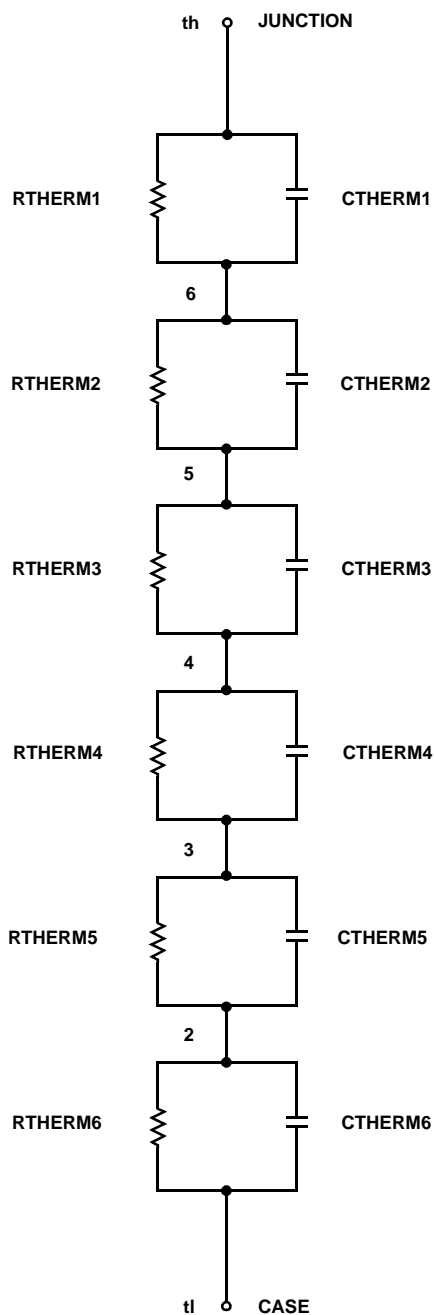 th JUNCTION
RTHERM1 CTHERM1
6
RTHERM2 CTHERM2
5
RTHERM3 CTHERM3
4
RTHERM4 CTHERM4
3
RTHERM5 CTHERM5
2
RTHERM6 CTHERM6
tl CASE